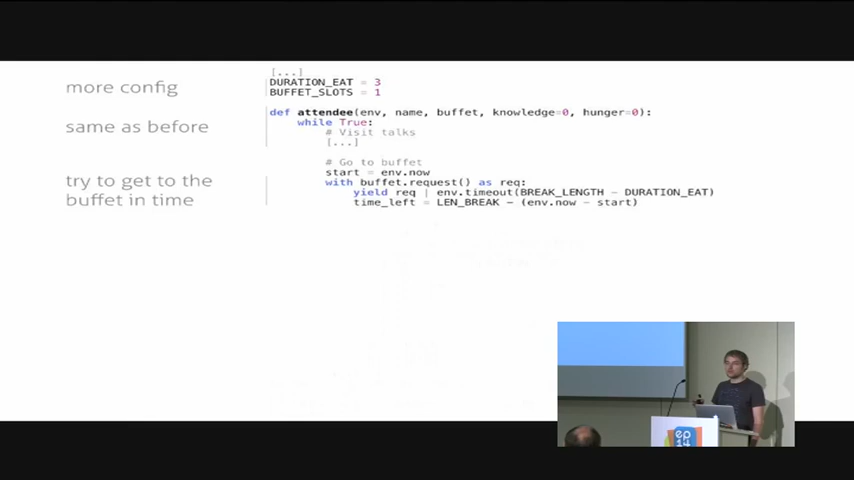 [...]
more config
DURATION_EAT = 3
BUFFET_SLOTS = 1
same as before
def attendee(env, name, buffet, knowledge=0, hunger=0):
while True:
# Visit talks
[...]
try to get to the
buffet in time
# Go to buffet
start = env.now
with buffet.request() as req:
yield req | env.timeout(BREAK_LENGTH - DURATION_EAT)
time_left = LEN_BREAK - (env.now - start)
ep
14